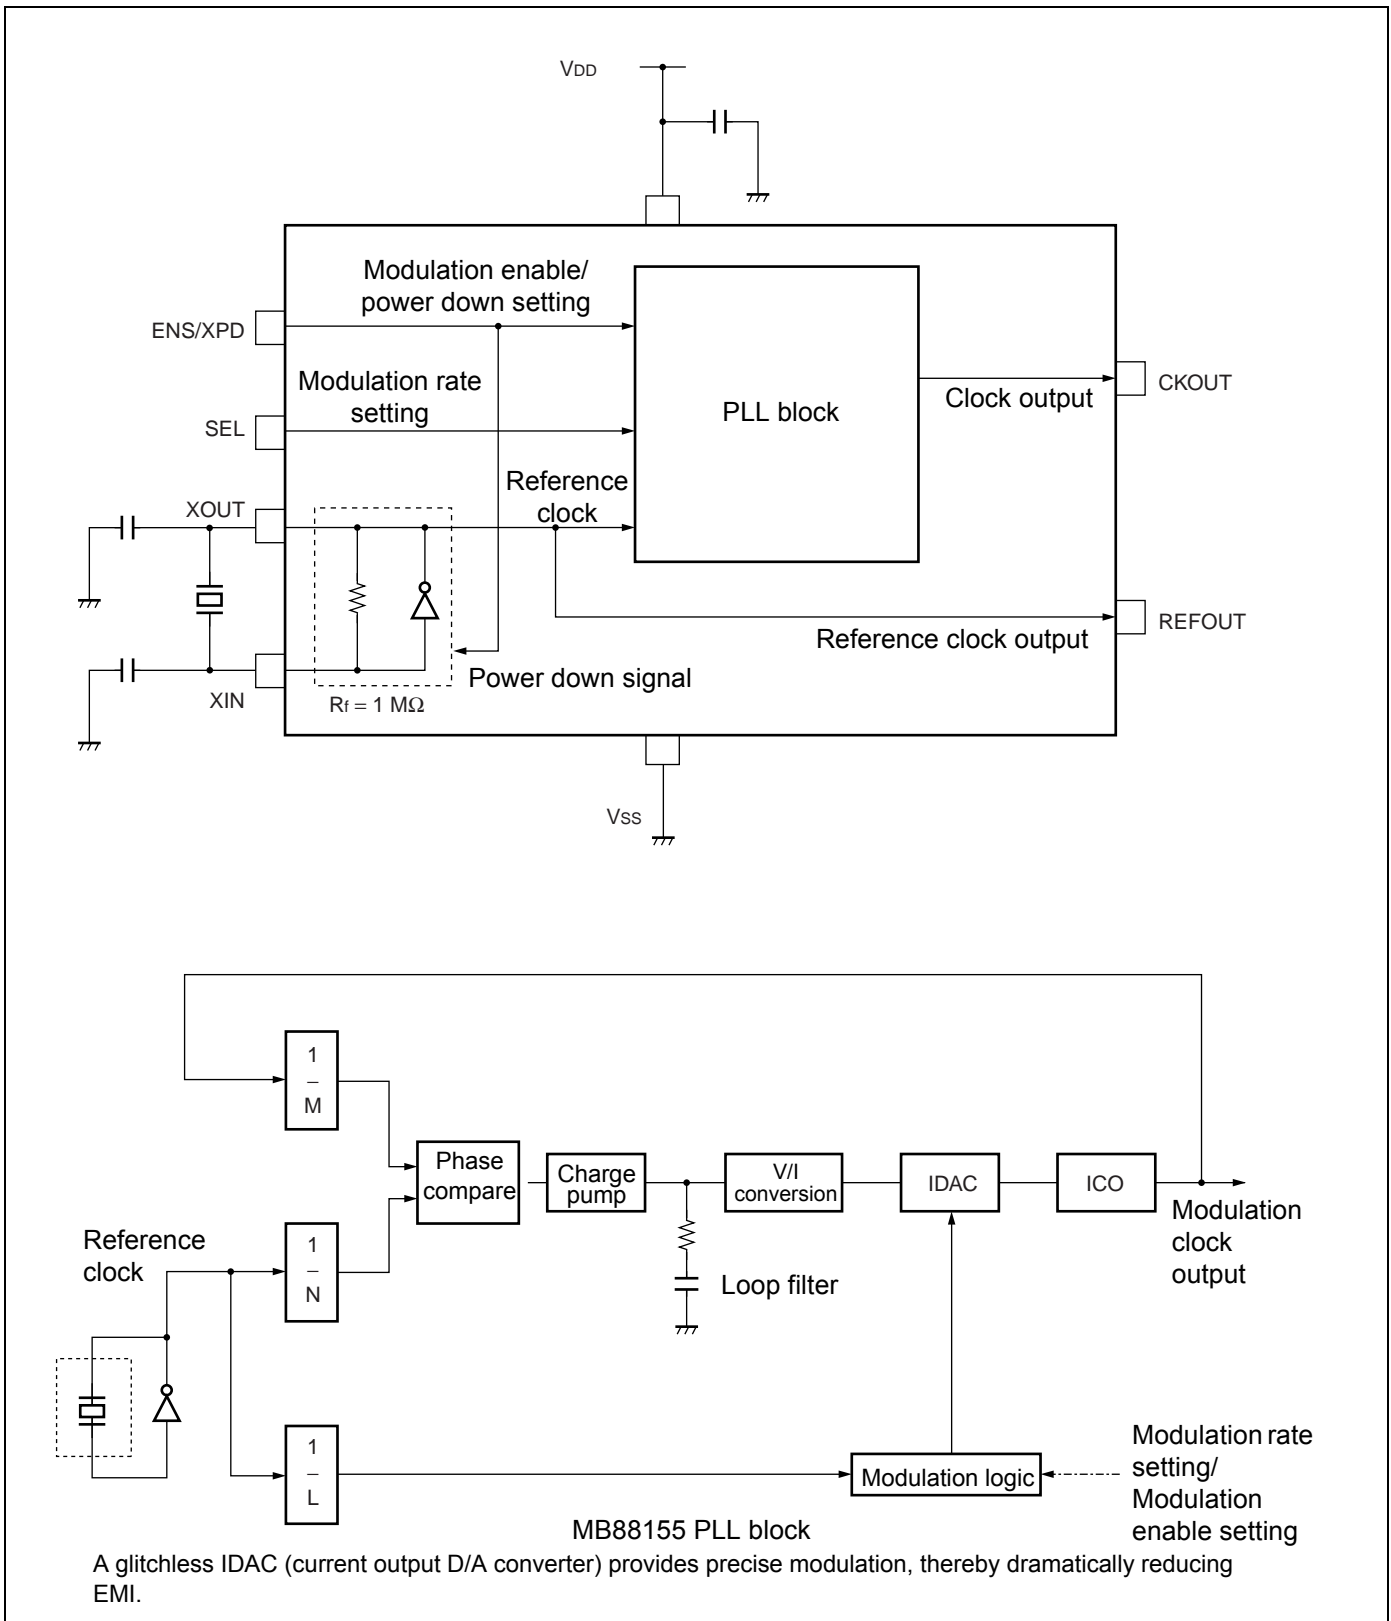 VDD
Modulation enable/
power down setting
ENS/XPD
Modulation rate
setting
SEL
PLL block
Clock output
CKOUT
XOUT
Reference
clock
REFOUT
Reference clock output
Power down signal
XIN
Rf = 1 MΩ
VSS
1
–
M
Phase
compare
Charge
pump
V/I
conversion
IDAC
ICO
Modulation
clock
output
Reference
clock
1
–
N
Loop filter
1
–
L
Modulation logic
Modulation rate
setting/
Modulation
enable setting
MB88155 PLL block
A glitchless IDAC (current output D/A converter) provides precise modulation, thereby dramatically reducing
EMI.